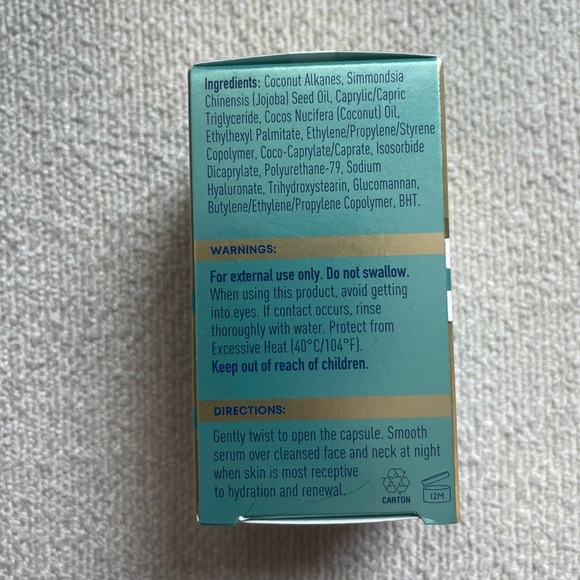 Ingredients: Coconut Alkanes, Simmondsia
Chinensis (Jojoba) Seed Oil, Caprylic/Capric
Triglyceride, Cocos Nucifera (Coconut) Oil,
Ethylhexyl Palmitate, Ethylene/Propylene/Styrene
Copolymer, Coco-Caprylate/Caprate, Isosorbide
Dicaprylate, Polyurethane-79, Sodium
Hyaluronate, Trihydroxystearin, Glucomannan,
Butylene/Ethylene/Propylene Copolymer, BHT.
WARNINGS:
For external use only. Do not swallow.
When using this product, avoid getting
into eyes. If contact occurs, rinse
thoroughly with water. Protect from
Excessive Heat (40°C/104°F).
Keep out of reach of children.
DIRECTIONS:
Gently twist to open the capsule. Smooth
serum over cleansed face and neck at night
when skin is most receptive
to hydration and renewal.
CARTON
12M